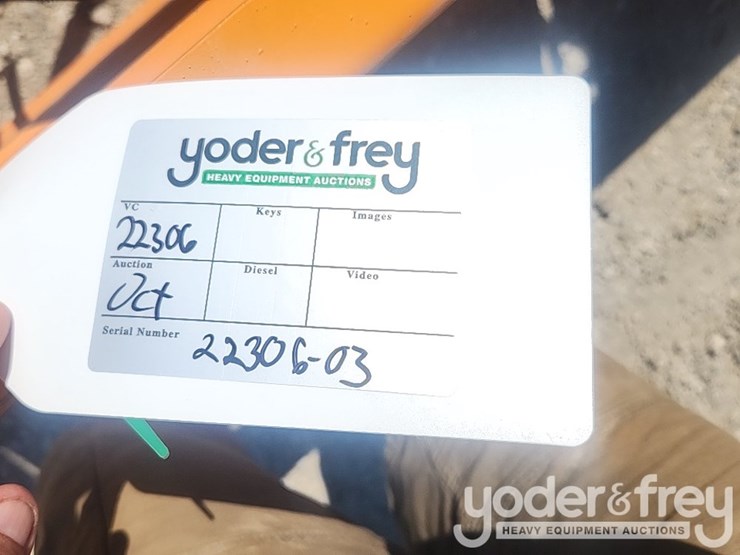 yoder & frey
HEAVY EQUIPMENT AUCTIONS
VC Keys Images
22306
Auction Diesel Video
Oct
Serial Number 22306-03
yoder & frey
HEAVY EQUIPMENT AUCTIONS